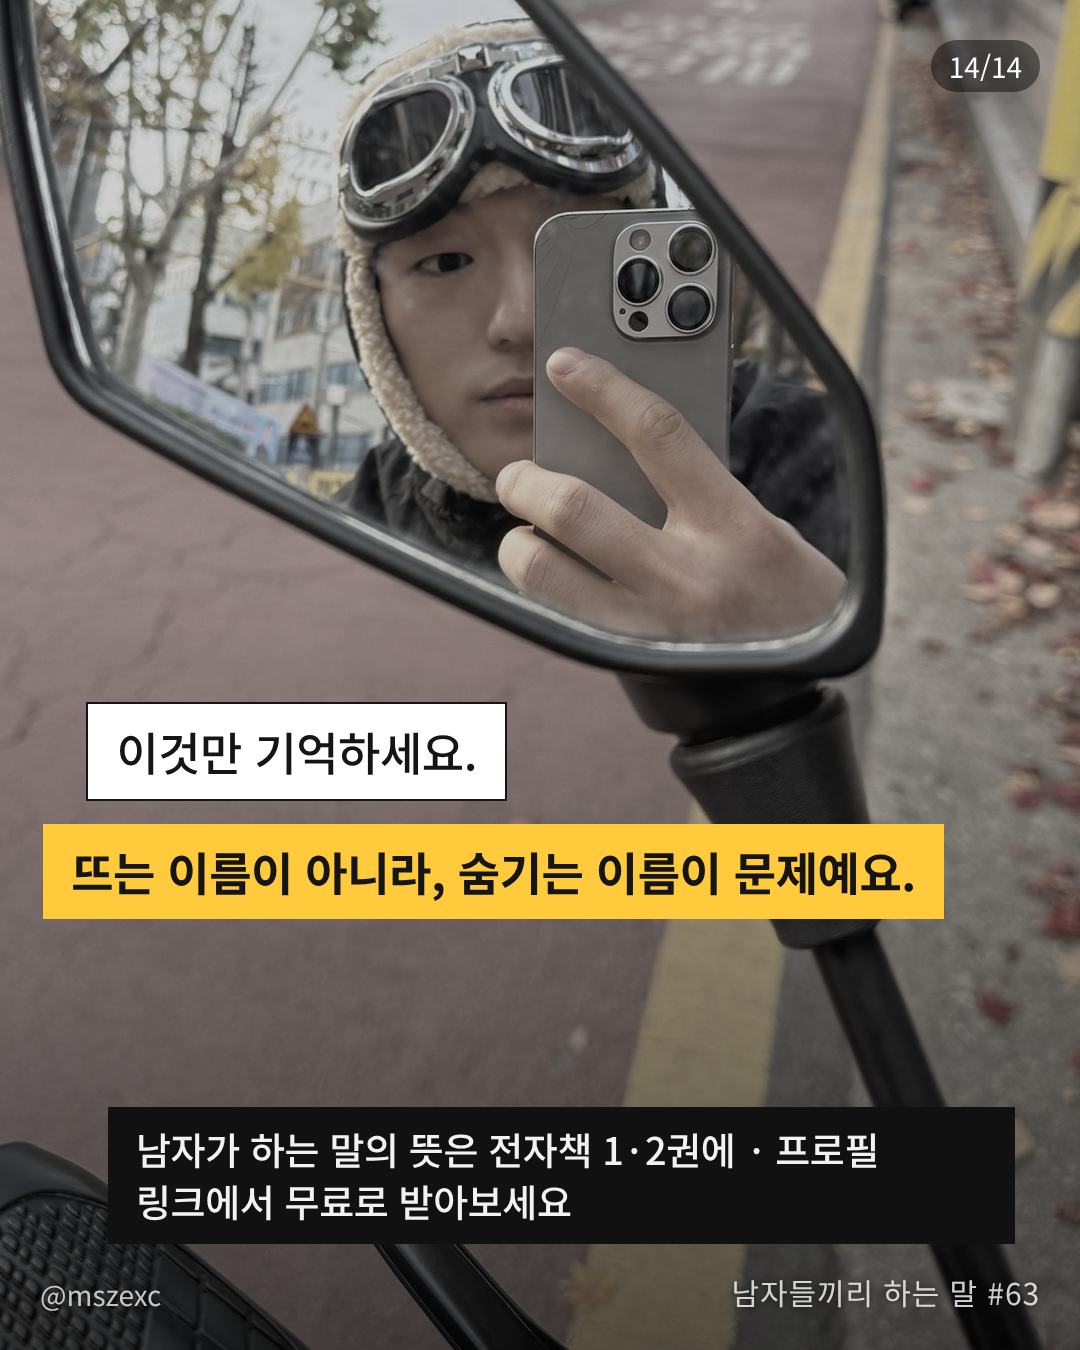 14/14
이것만 기억하세요.
뜨는 이름이 아니라, 숨기는 이름이 문제예요.
남자가 하는 말의 뜻은 전자책 1·2권에 · 프로필
링크에서 무료로 받아보세요
@mszexc
남자들끼리 하는 말 #63